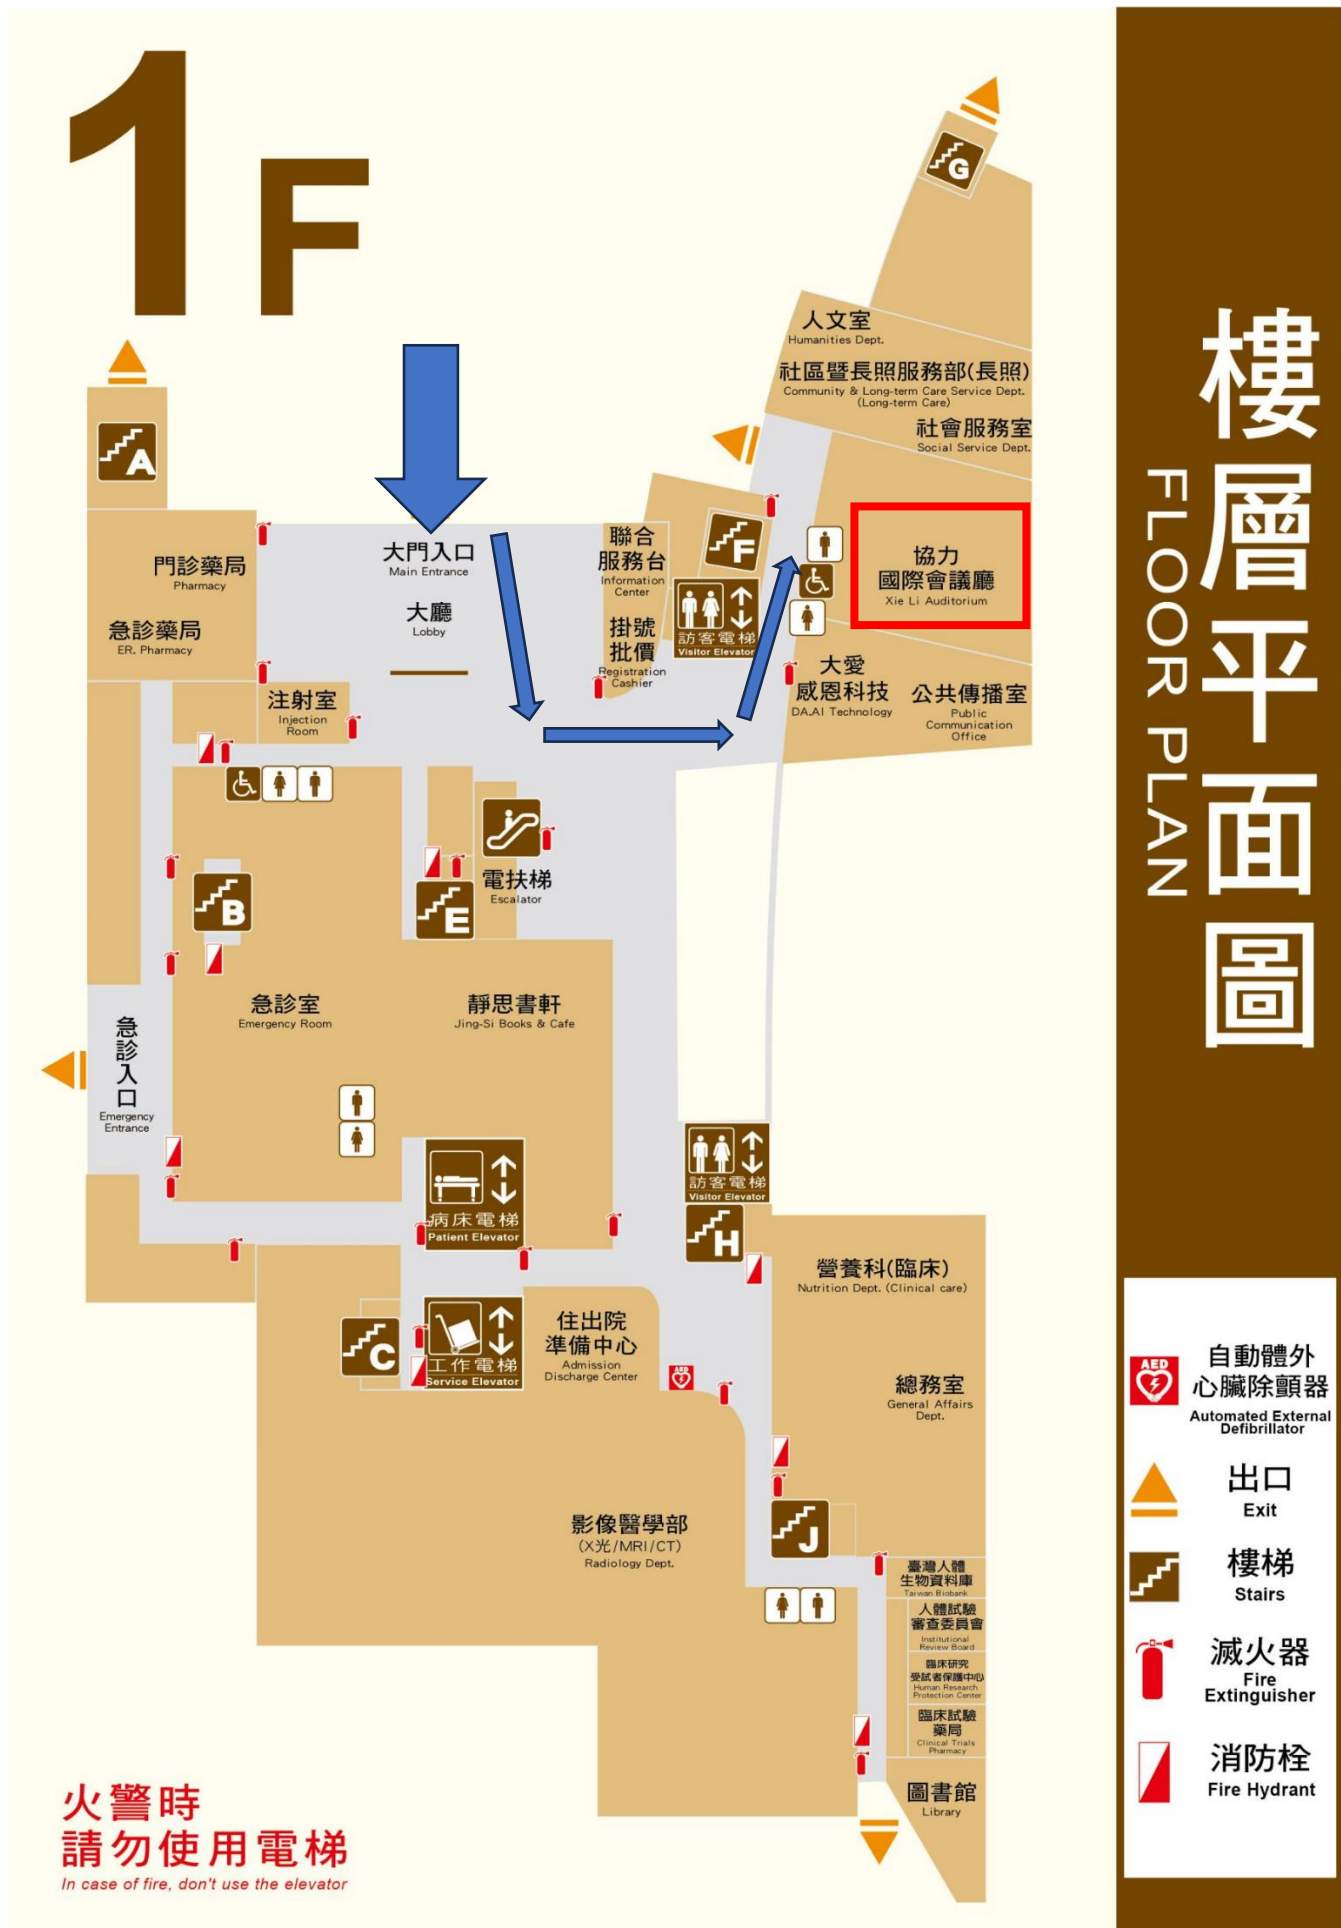 1F
G
人文室
Humanities Dept.
社區暨長照服務部(長照)
Community & Long-term Care Service Dept.
(Long-term Care)
社會服務室
Social Service Dept.
A
門診藥局
Pharmacy
急診藥局
ER. Pharmacy
大門入口
Main Entrance
大廳
Lobby
聯合
服務台
Information
Center
掛號
批價
Registration
Cashier
F
訪客電梯
Visitor Elevator
協力
國際會議廳
Xie Li Auditorium
大愛
感恩科技
DA.AI Technology
公共傳播室
Public
Communication
Office
注射室
Injection
Room
B
E
電扶梯
Escalator
急診室
Emergency Room
靜思書軒
Jing-Si Books & Cafe
急診入口
Emergency
Entrance
病床電梯
Patient Elevator
訪客電梯
Visitor Elevator
H
營養科(臨床)
Nutrition Dept. (Clinical care)
C
工作電梯
Service Elevator
住出院
準備中心
Admission
Discharge Center
AED
總務室
General Affairs
Dept.
影像醫學部
(X光/MRI/CT)
Radiology Dept.
J
臺灣人體
生物資料庫
Taiwan Biobank
人體試驗
審查委員會
Institutional
Review Board
臨床研究
受試者保護中心
Human Research
Protection Center
臨床試驗
藥局
Clinical Trials
Pharmacy
圖書館
Library
火警時
請勿使用電梯
In case of fire, don't use the elevator
樓層平面圖
FLOOR PLAN
AED
自動體外
心臟除顫器
Automated External
Defibrillator
出口
Exit
樓梯
Stairs
滅火器
Fire
Extinguisher
消防栓
Fire Hydrant